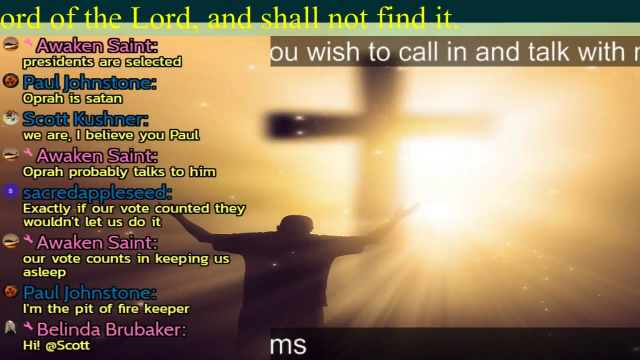 ord of the Lord, and shall not find it.
ou wish to call in and talk with
Awaken Saint:
presidents are selected
Paul Johnstone:
Oprah is satan
Scott Kushner:
we are, I believe you Paul
Awaken Saint:
Oprah probably talks to him
sacredappleseed:
Exactly if our vote counted they
wouldn't let us do it
Awaken Saint:
our vote counts in keeping us
asleep
Paul Johnstone:
I'm the pit of fire keeper
Belinda Brubaker:
Hi! @Scott
ms